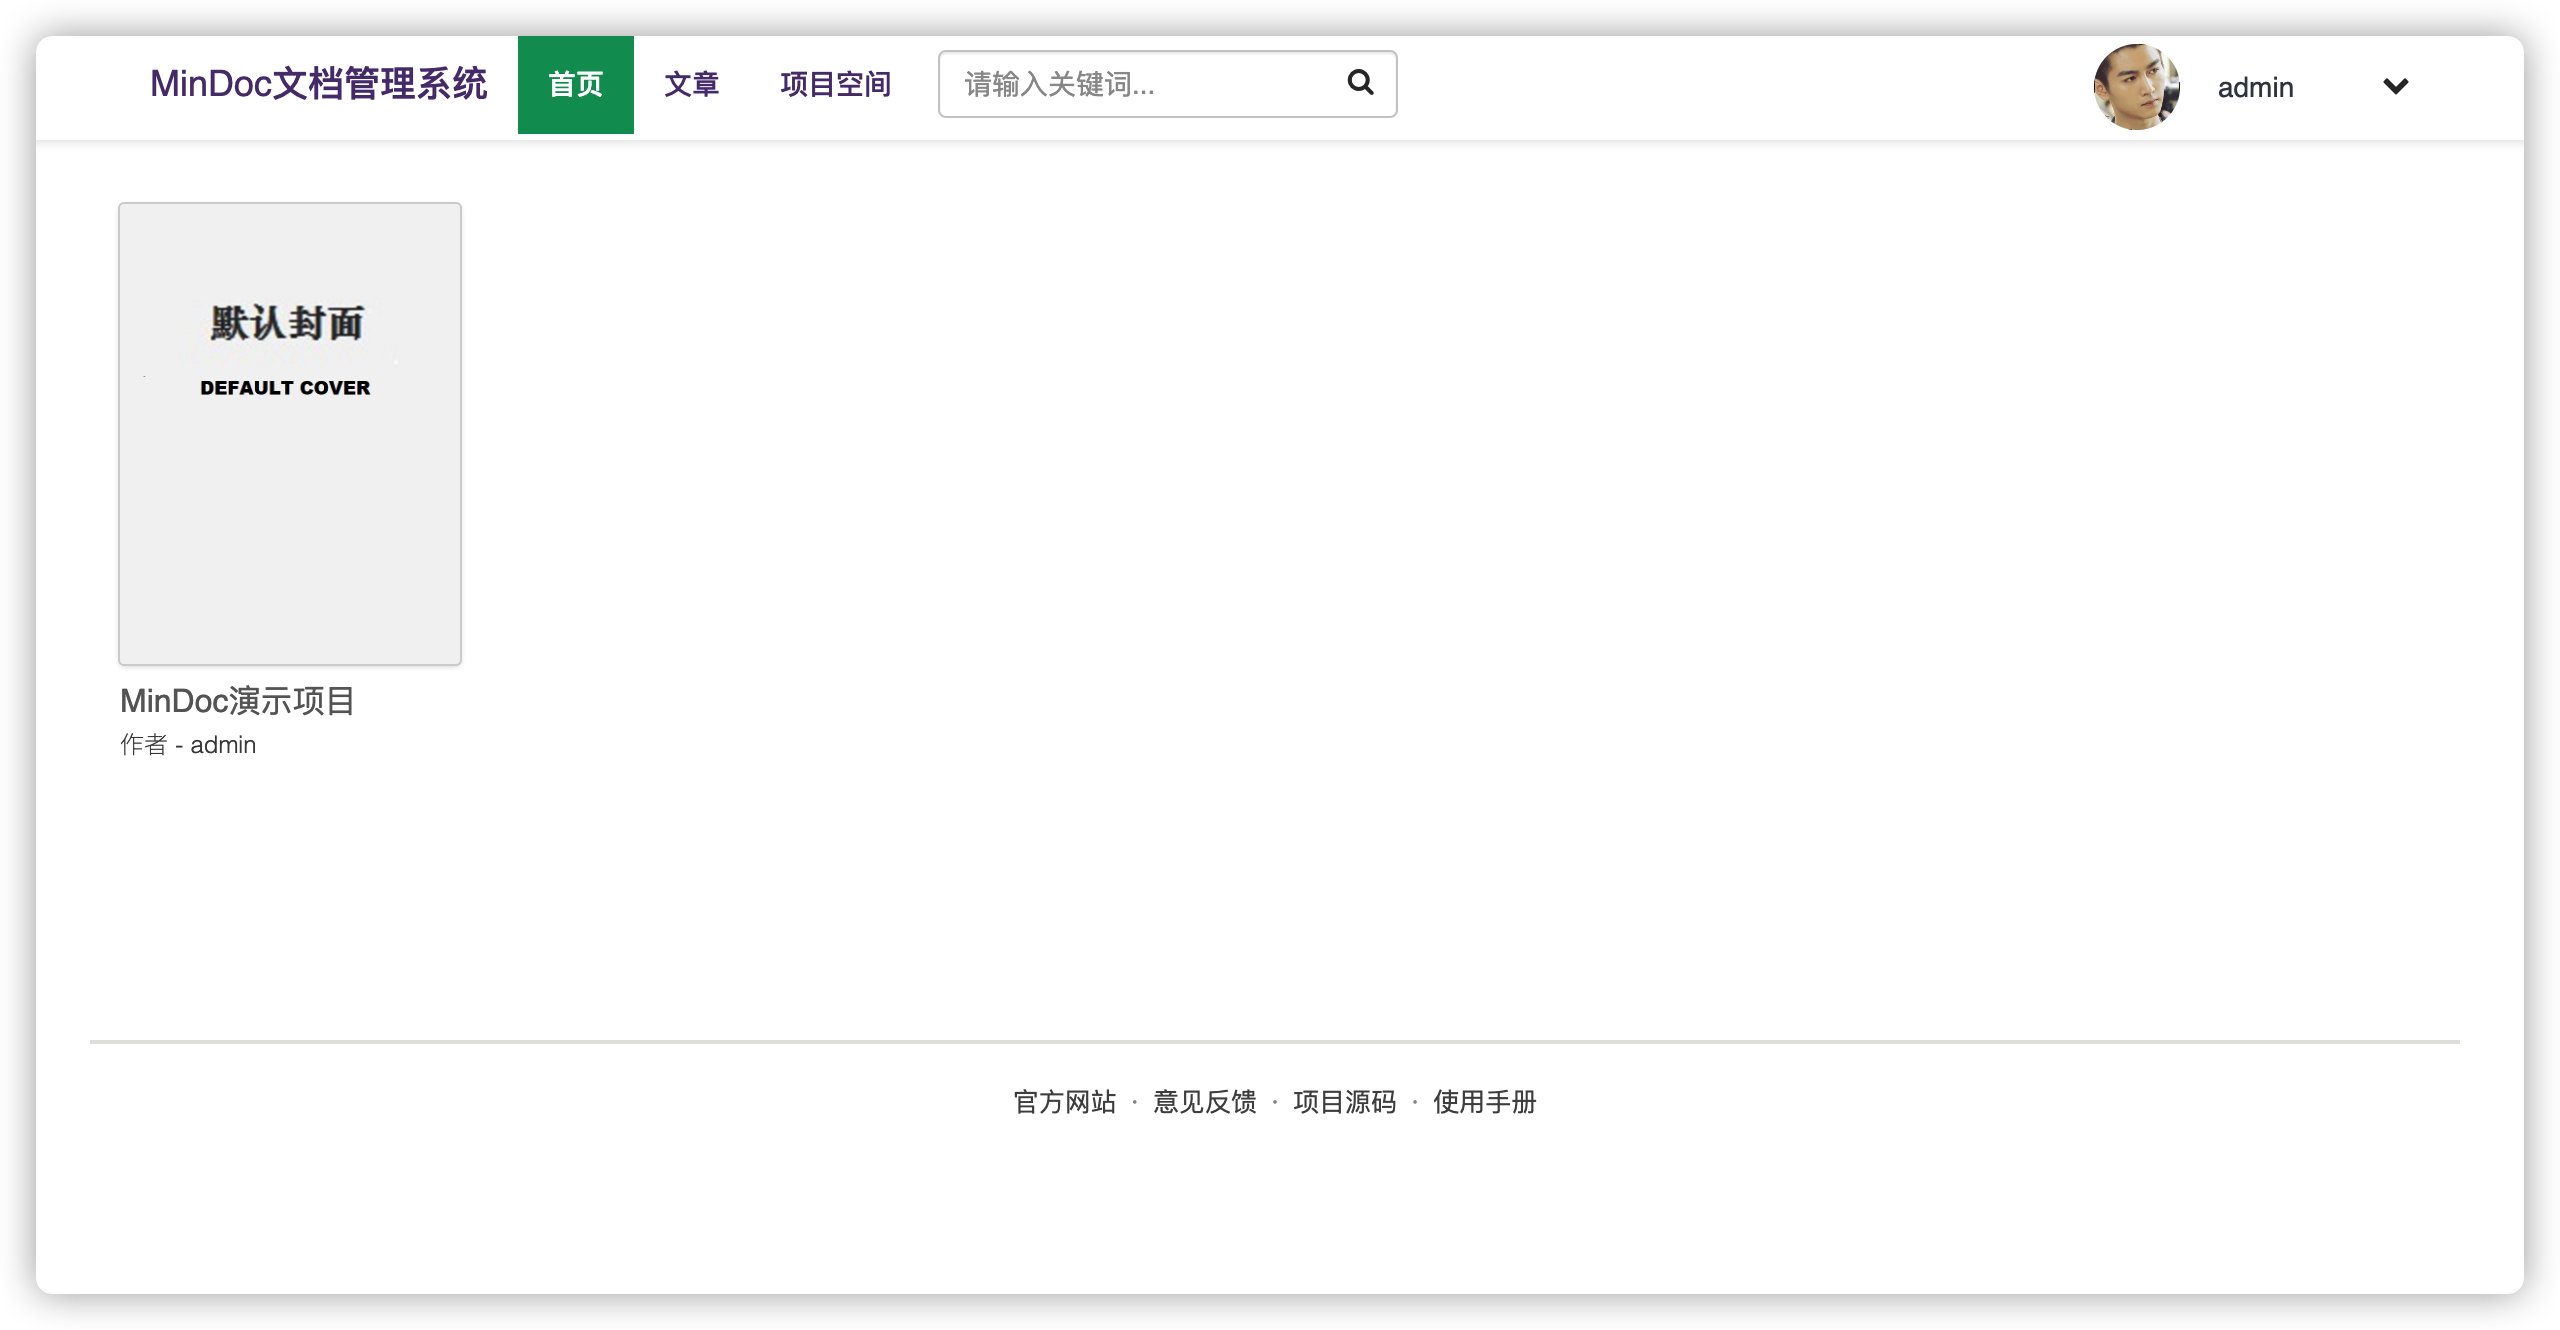 MinDoc文档管理系统 首页 文章 项目空间 请输入关键词... admin
默认封面
DEFAULT COVER
MinDoc演示项目
作者 - admin
官方网站 · 意见反馈 · 项目源码 · 使用手册